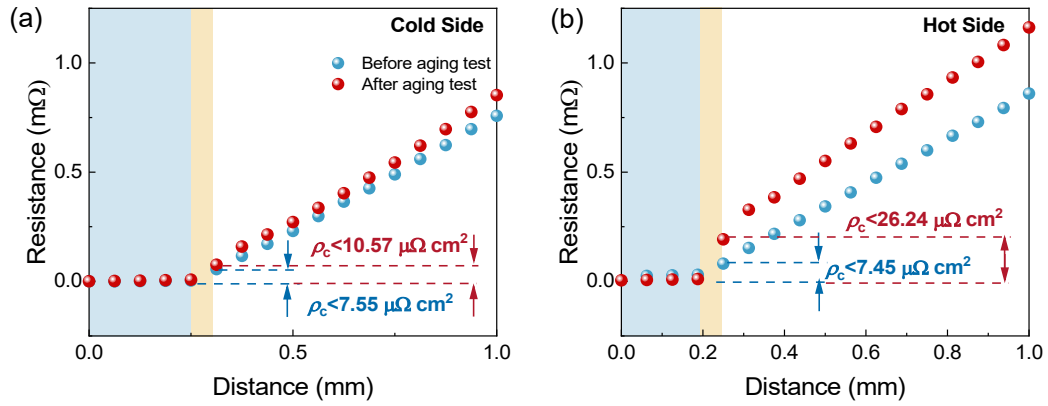 (a)
Cold Side
Before aging test
After aging test
Resistance (mΩ)
1.0
0.5
0.0
ρc<10.57 μΩ cm²
ρc<7.55 μΩ cm²
0.0 0.5 1.0
Distance (mm)
(b)
Hot Side
Resistance (mΩ)
1.0
0.5
0.0
ρc<26.24 μΩ cm²
ρc<7.45 μΩ cm²
0.0 0.2 0.4 0.6 0.8 1.0
Distance (mm)